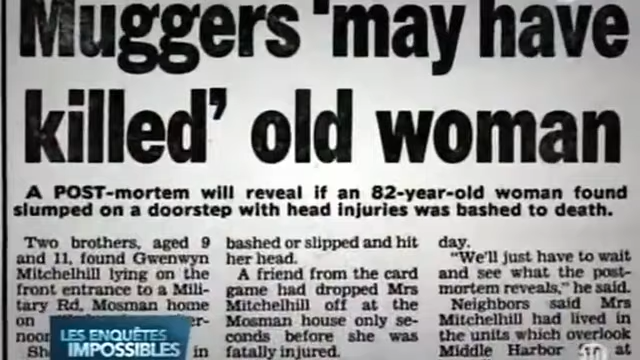 Muggers 'may have
killed' old woman
A POST-mortem will reveal if an 82-year-old woman found
slumped on a doorstep with head injuries was bashed to death.
Two brothers, aged 9
and 11, found Gwenwyn
Mitchelhill lying on the
front entrance to a Mili-
tary Rd, Mosman home
on
noon
Sh in
bashed or slipped and hit
her head.
A friend from the card
game had dropped Mrs
Mitchelhill off at the
Mosman house only se-
conds before she was
fatally injured.
day.
"We'll just have to wait
and see what the post-
mortem reveals," he said.
Neighbors said Mrs
Mitchelhill had lived in
the units which overlook
Middle Harbor at
LES ENQUÊTES
IMPOSSIBLES
10